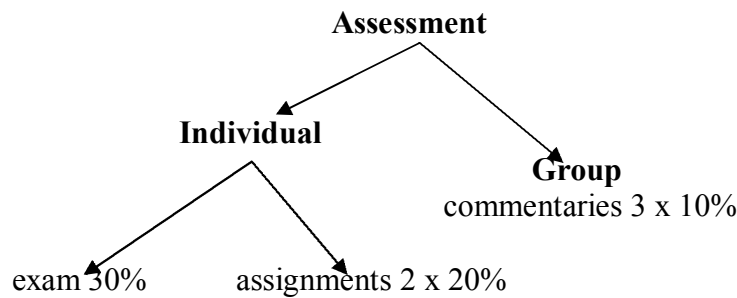 Assessment
Individual
Group
commentaries 3 x 10%
exam 30%
assignments 2 x 20%